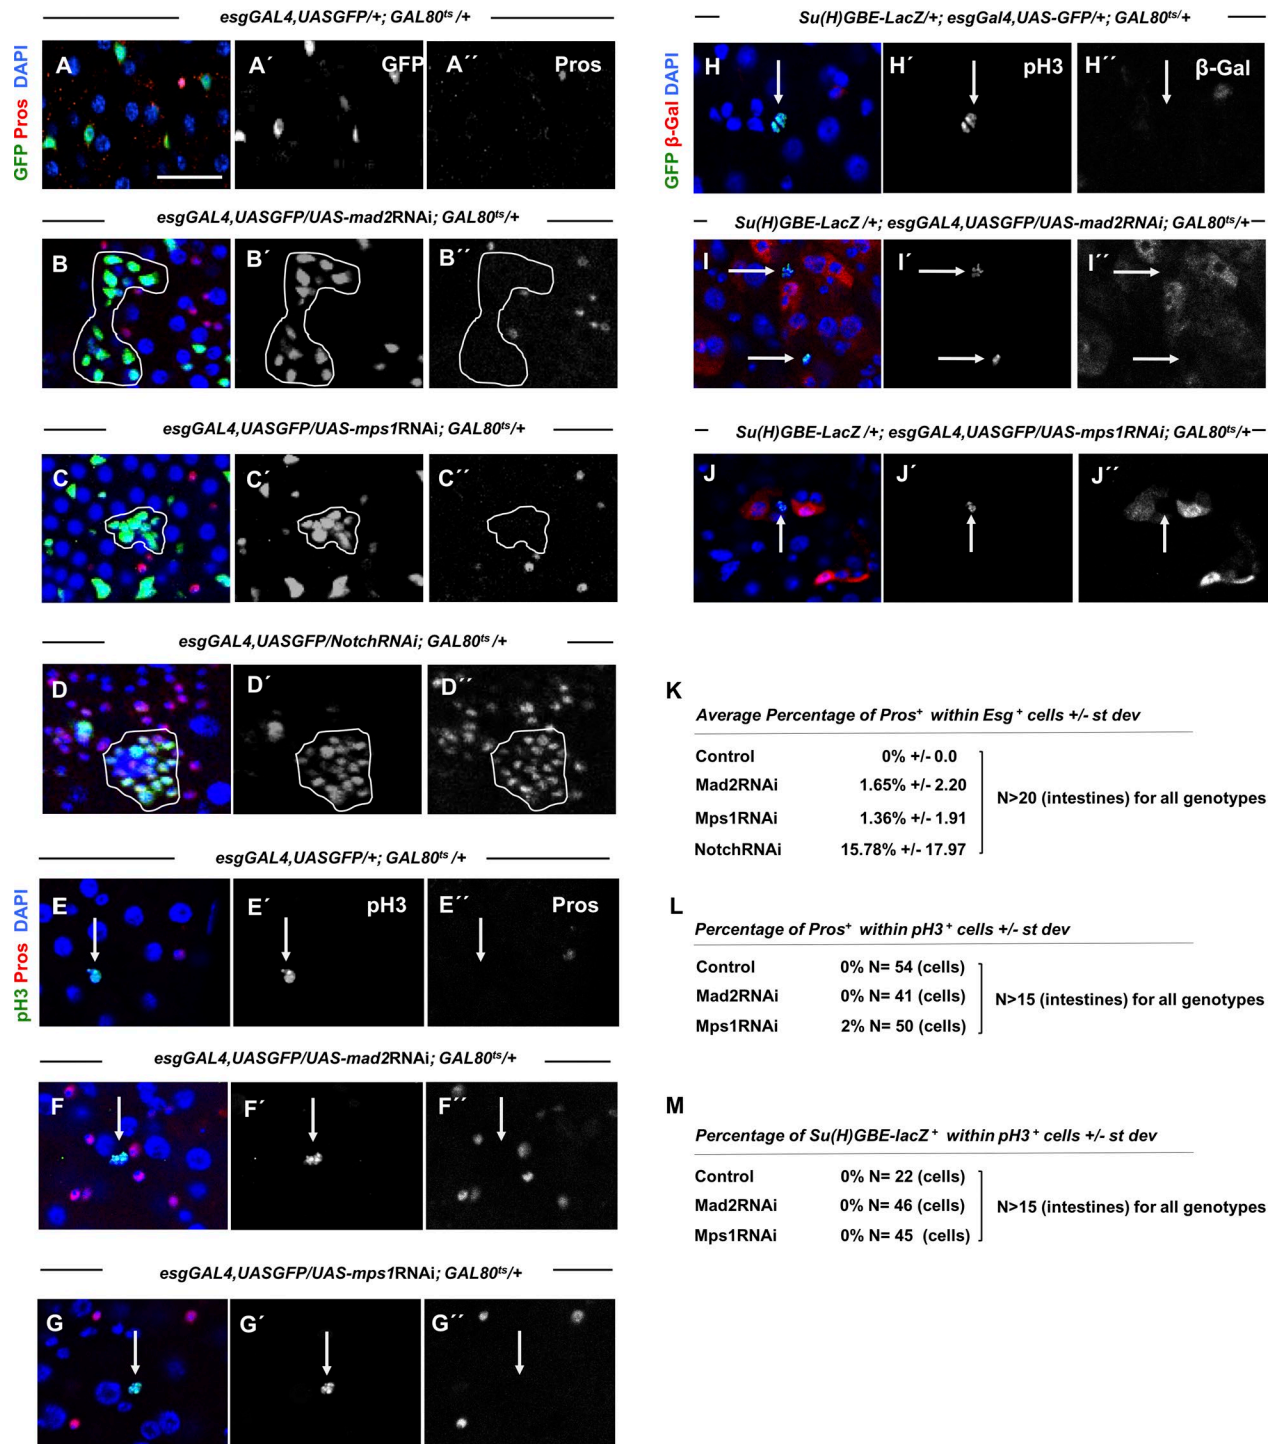 esgGAL4,UASGFP/+; GAL80ts/+
A
A´
GFP
A´´
Pros
GFP Pros DAPI
esgGAL4,UASGFP/UAS-mad2RNAi; GAL80ts/+
B
B´
B´´
esgGAL4,UASGFP/UAS-mps1RNAi; GAL80ts/+
C
C´
C´´
esgGAL4,UASGFP/NotchRNAi; GAL80ts/+
D
D´
D´´
esgGAL4,UASGFP/+; GAL80ts/+
E
E´
pH3
E´´
Pros
pH3 Pros DAPI
esgGAL4,UASGFP/UAS-mad2RNAi; GAL80ts/+
F
F´
F´´
esgGAL4,UASGFP/UAS-mps1RNAi; GAL80ts/+
G
G´
G´´
Su(H)GBE-LacZ/+; esgGal4,UAS-GFP/+; GAL80ts/+
H
H´
pH3
H´´
β-Gal
GFP β-Gal DAPI
Su(H)GBE-LacZ /+; esgGAL4,UASGFP/UAS-mad2RNAi; GAL80ts/+
I
I´
I´´
Su(H)GBE-LacZ /+; esgGAL4,UASGFP/UAS-mps1RNAi; GAL80ts/+
J
J´
J´´
K
Average Percentage of Pros+ within Esg + cells +/- st dev
Control 0% +/- 0.0
Mad2RNAi 1.65% +/- 2.20
Mps1RNAi 1.36% +/- 1.91
NotchRNAi 15.78% +/- 17.97
N>20 (intestines) for all genotypes
L
Percentage of Pros+ within pH3 + cells +/- st dev
Control 0% N= 54 (cells)
Mad2RNAi 0% N= 41 (cells)
Mps1RNAi 2% N= 50 (cells)
N>15 (intestines) for all genotypes
M
Percentage of Su(H)GBE-lacZ + within pH3 + cells +/- st dev
Control 0% N= 22 (cells)
Mad2RNAi 0% N= 46 (cells)
Mps1RNAi 0% N= 45 (cells)
N>15 (intestines) for all genotypes